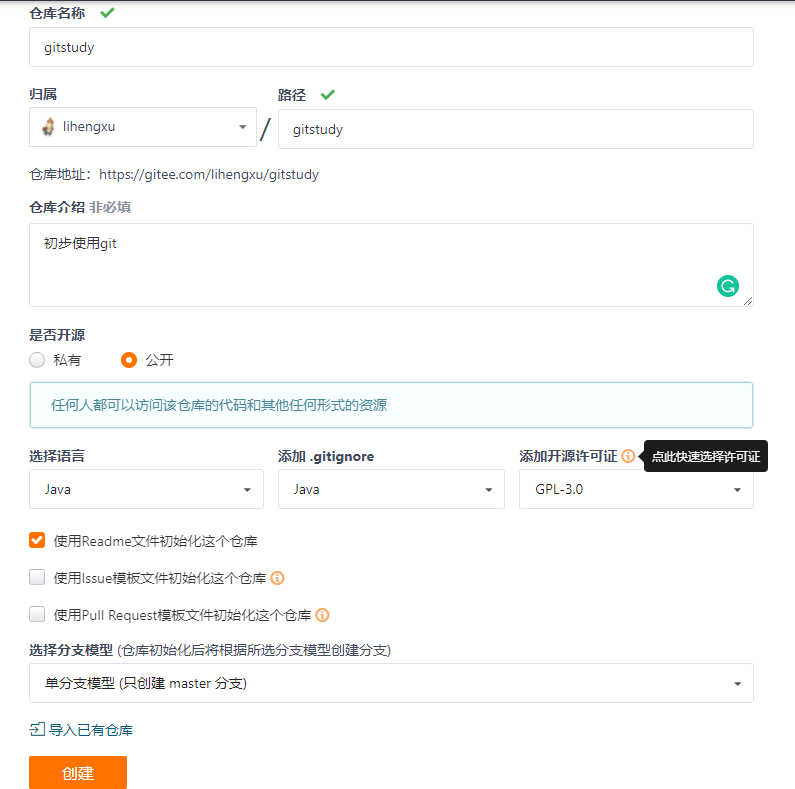 仓库名称
gitstudy
归属
路径
lihengxu
/
gitstudy
仓库地址：https://gitee.com/lihengxu/gitstudy
仓库介绍 非必填
初步使用git
是否开源
私有
公开
任何人都可以访问该仓库的代码和其他任何形式的资源
选择语言
添加 .gitignore
添加开源许可证
点此快速选择许可证
Java
Java
GPL-3.0
使用Readme文件初始化这个仓库
使用Issue模板文件初始化这个仓库
使用Pull Request模板文件初始化这个仓库
选择分支模型 (仓库初始化后将根据所选分支模型创建分支)
单分支模型 (只创建 master 分支)
导入已有仓库
创建